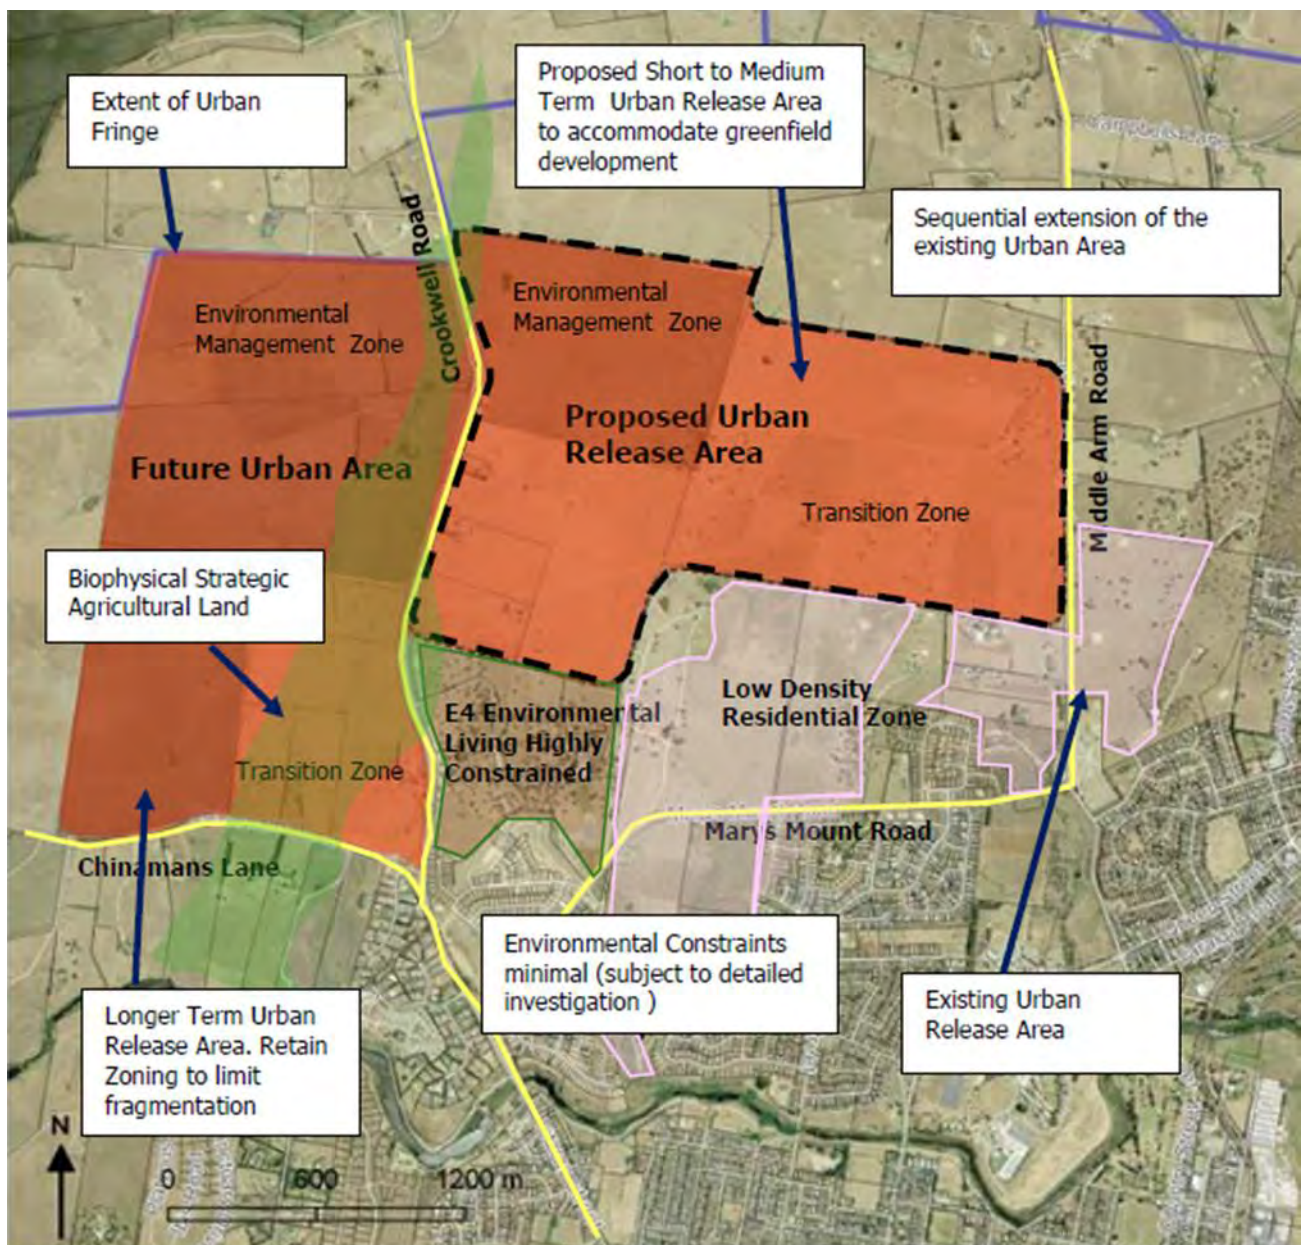 Extent of Urban
Fringe
Proposed Short to Medium
Term Urban Release Area
to accommodate greenfield
development
Sequential extension of the
existing Urban Area
Crookwell Road
Environmental
Management Zone
Environmental
Management Zone
Middle Arm Road
Proposed Urban
Release Area
Future Urban Area
Transition Zone
Biophysical Strategic
Agricultural Land
Low Density
Residential Zone
E4 Environmental
Living Highly
Constrained
Transition Zone
Marys Mount Road
Chinamans Lane
Environmental Constraints
minimal (subject to detailed
investigation )
Existing Urban
Release Area
Longer Term Urban
Release Area. Retain
Zoning to limit
fragmentation
N
0 600 1200 m